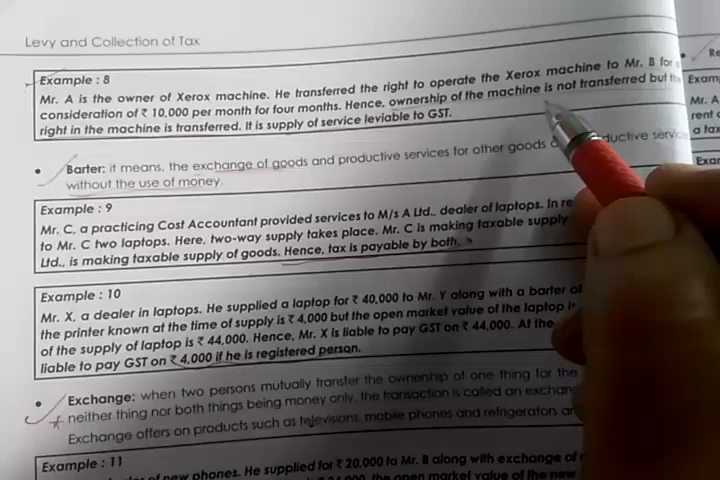 Levy and Collection of Tax
Example : 8
Mr. A is the owner of Xerox machine. He transferred the right to operate the Xerox machine to Mr. B for
consideration of ₹ 10,000 per month for four months. Hence, ownership of the machine is not transferred but
right in the machine is transferred. It is supply of service leviable to GST.
• Barter: it means, the exchange of goods and productive services for other goods
without the use of money.
Example : 9
Mr. C, a practicing Cost Accountant provided services to M/s A Ltd., dealer of laptops. In
to Mr. C two laptops. Here, two-way supply takes place. Mr. C is making taxable supply
Ltd., is making taxable supply of goods. Hence, tax is payable by both.
Example : 10
Mr. X, a dealer in laptops. He supplied a laptop for ₹ 40,000 to Mr. Y along with a barter of
the printer known at the time of supply is ₹ 4,000 but the open market value of the laptop
of the supply of laptop is ₹ 44,000. Hence, Mr. X is liable to pay GST on ₹ 44,000. At the
liable to pay GST on ₹ 4,000 if he is registered person.
• Exchange: when two persons mutually transfer the ownership of one thing for the
neither thing nor both things being money only, the transaction is called an
Exchange offers on products such as televisions, mobile phones and refrigerators
Example : 11
of new phones. He supplied for ₹ 20,000 to Mr. B along with exchange of
the open market value of the new
Mr. A
rent
a